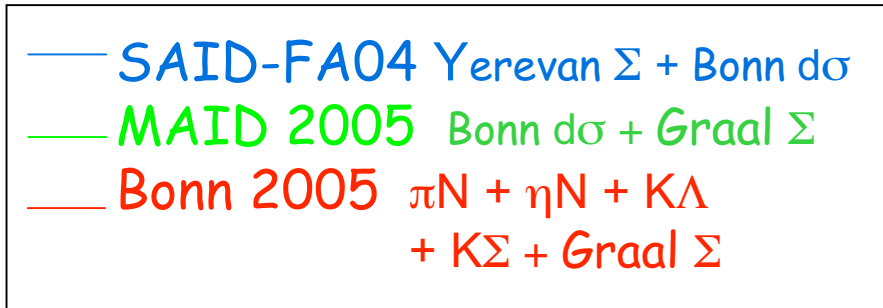 SAID-FA04 Yerevan Σ + Bonn dσ
MAID 2005 Bonn dσ + Graal Σ
Bonn 2005 πN + ηN + KΛ
+ KΣ + Graal Σ